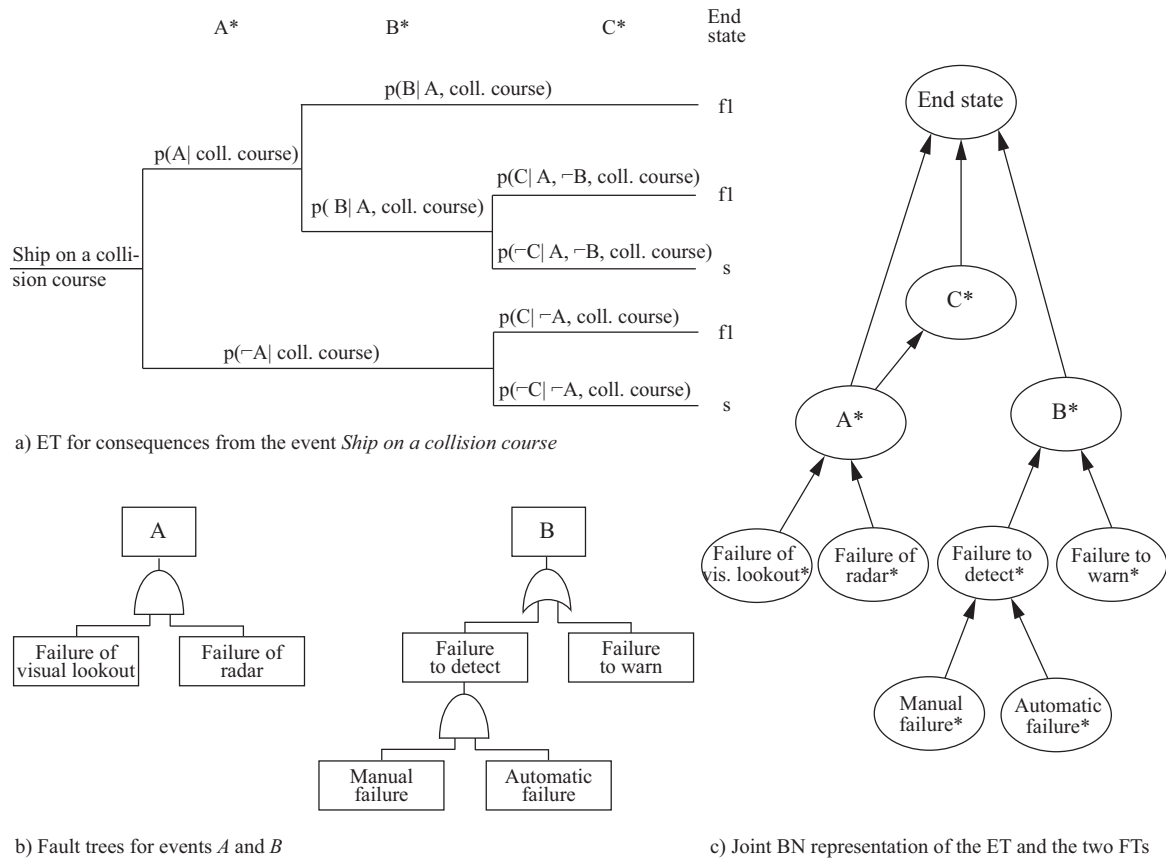 A* B* C* End
state
p(B| A, coll. course)
f1
p(A| coll. course)
p(C| A, ¬B, coll. course)
f1
p( B| A, coll. course)
p(¬C| A, ¬B, coll. course)
s
Ship on a colli-
sion course
p(C| ¬A, coll. course)
f1
p(¬A| coll. course)
p(¬C| ¬A, coll. course)
s
a) ET for consequences from the event Ship on a collision course
A
Failure of
visual lookout
Failure of
radar
B
Failure
to detect
Failure
to warn
Manual
failure
Automatic
failure
b) Fault trees for events A and B
End state
C*
A*
B*
Failure of
vis. lookout*
Failure of
radar*
Failure to
detect*
Failure to
warn*
Manual
failure*
Automatic
failure*
c) Joint BN representation of the ET and the two FTs